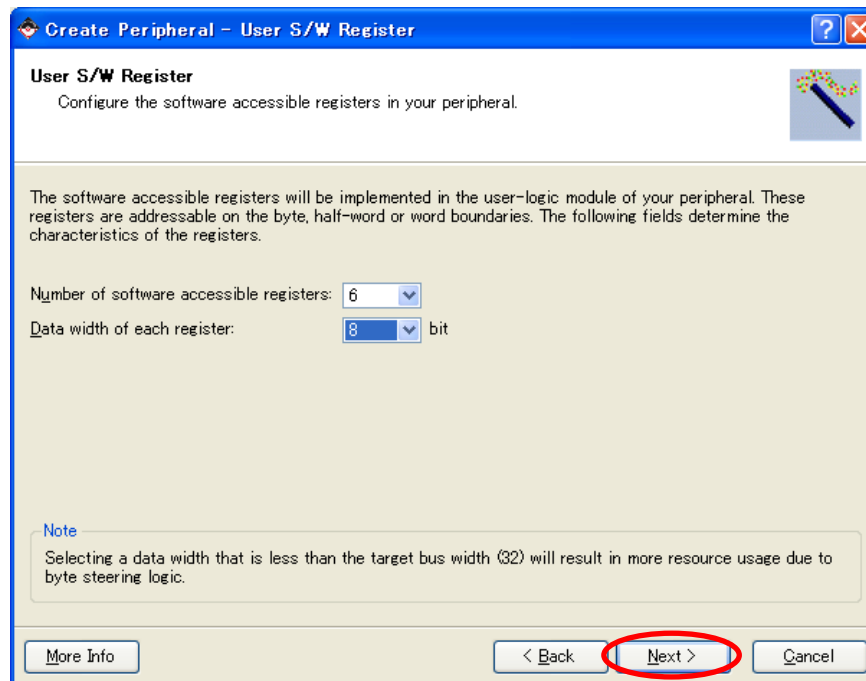 Create Peripheral - User S/W Register
User S/W Register
Configure the software accessible registers in your peripheral.
The software accessible registers will be implemented in the user-logic module of your peripheral. These
registers are addressable on the byte, half-word or word boundaries. The following fields determine the
characteristics of the registers.
Number of software accessible registers: 6
Data width of each register: 8 bit
Note
Selecting a data width that is less than the target bus width (32) will result in more resource usage due to
byte steering logic.
More Info < Back Next > Cancel